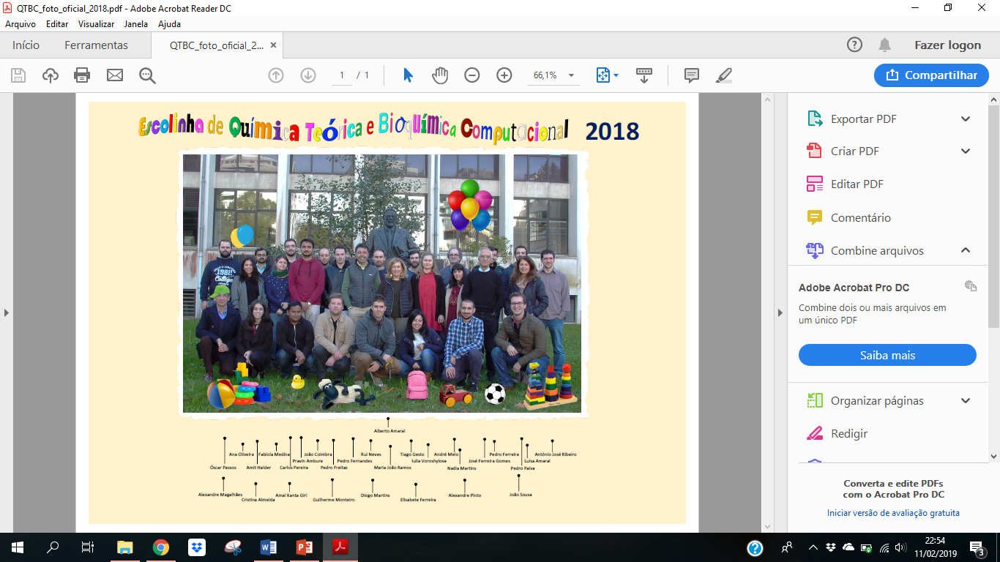 QTBC_foto_oficial_2018.pdf - Adobe Acrobat Reader DC
Arquivo Editar Visualizar Janela Ajuda
Início Ferramentas QTBC_foto_oficial_2... × Fazer logon
1 / 1 66,1% Compartilhar
Escolinha de Química Teórica e Bioquímica Computacional 2018
1981
College
Alberto Amaral
Ana Oliveira Fabiola Medina João Coimbra Rui Neves Tiago Gesto André Melo Pedro Ferreira António José Ribeiro
Pravin Ambure Pedro Fernandes Iulia Voroshylova José Ferreira Gomes Luísa Amaral
Óscar Passos Amit Halder Carlos Pereira Pedro Freitas Maria João Ramos Nadia Martins Pedro Paiva
Alexandre Magalhães Amal Kanta Giri Diogo Martins Alexandre Pinto João Sousa
Cristina Almeida Guilherme Monteiro Elisabete Ferreira
Exportar PDF
Criar PDF
Editar PDF
Comentário
Combine arquivos
Adobe Acrobat Pro DC
Combine dois ou mais arquivos em
um único PDF
Saiba mais
Organizar páginas
Redigir
Converta e edite PDFs
com o Acrobat Pro DC
Iniciar versão de avaliação gratuita
22:54
11/02/2019
3